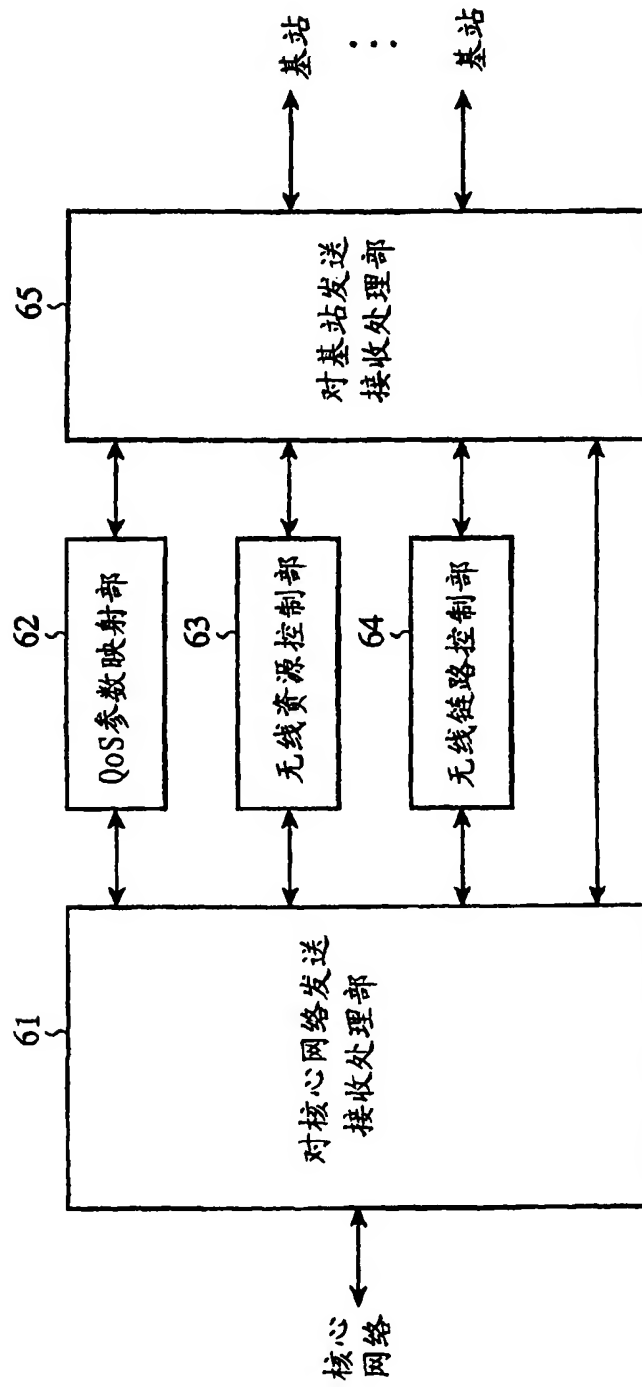 核心
网络
61
对核心网络发送
接收处理部
62
QoS参数映射部
63
无线资源控制部
64
无线链路控制部
65
对基站发送
接收处理部
基站
⋮
基站